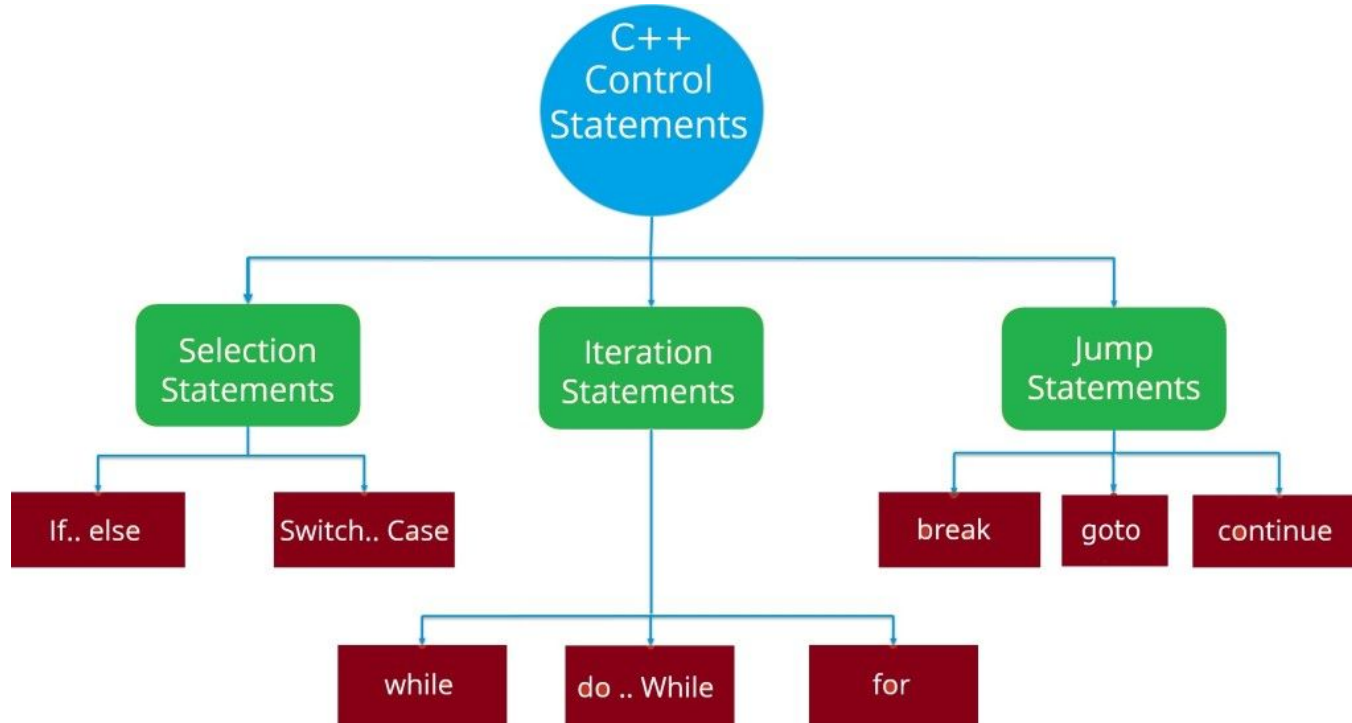 C++
Control
Statements
Selection
Statements
Iteration
Statements
Jump
Statements
If.. else
Switch.. Case
break
goto
continue
while
do .. While
for